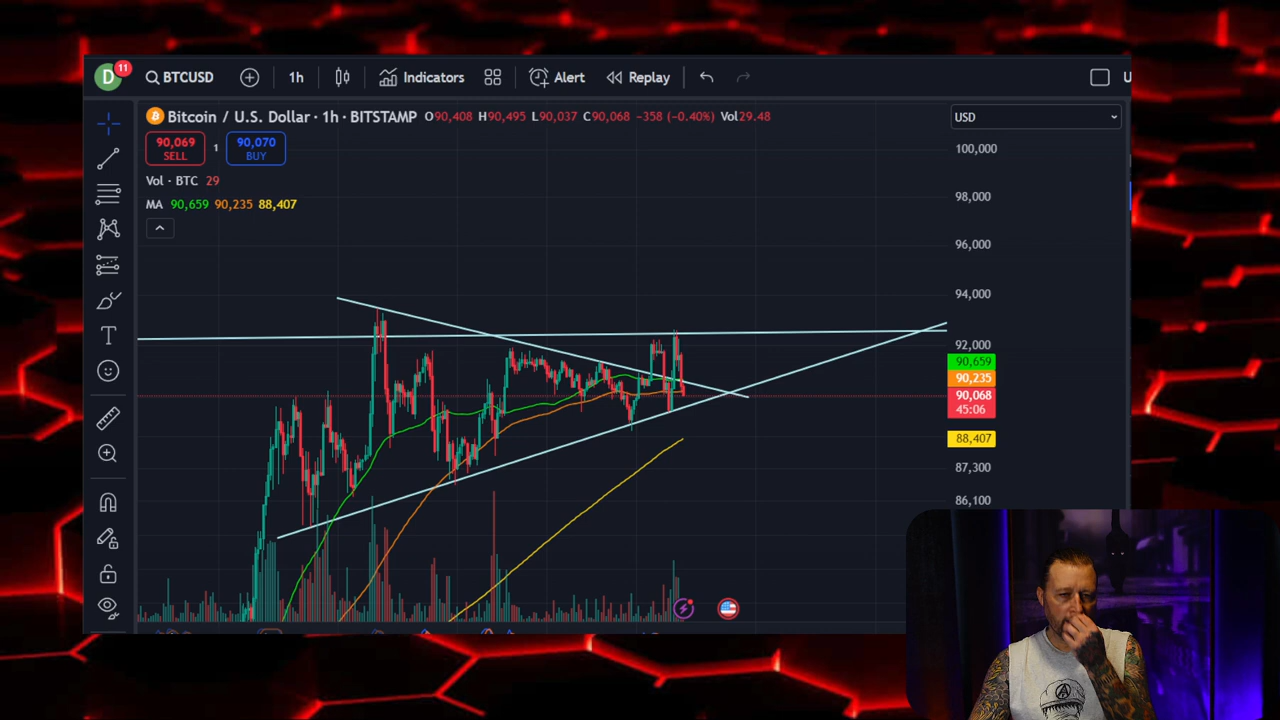 D 11 BTCUSD 1h Indicators Alert Replay U
Bitcoin / U.S. Dollar · 1h · BITSTAMP O90,408 H90,495 L90,037 C90,068 −358 (−0.40%) Vol29.48
USD
90,069 SELL 1 90,070 BUY
Vol · BTC 29
MA 90,659 90,235 88,407
100,000
98,000
96,000
94,000
92,000
90,659
90,235
90,068
45:06
88,407
87,300
86,100
T